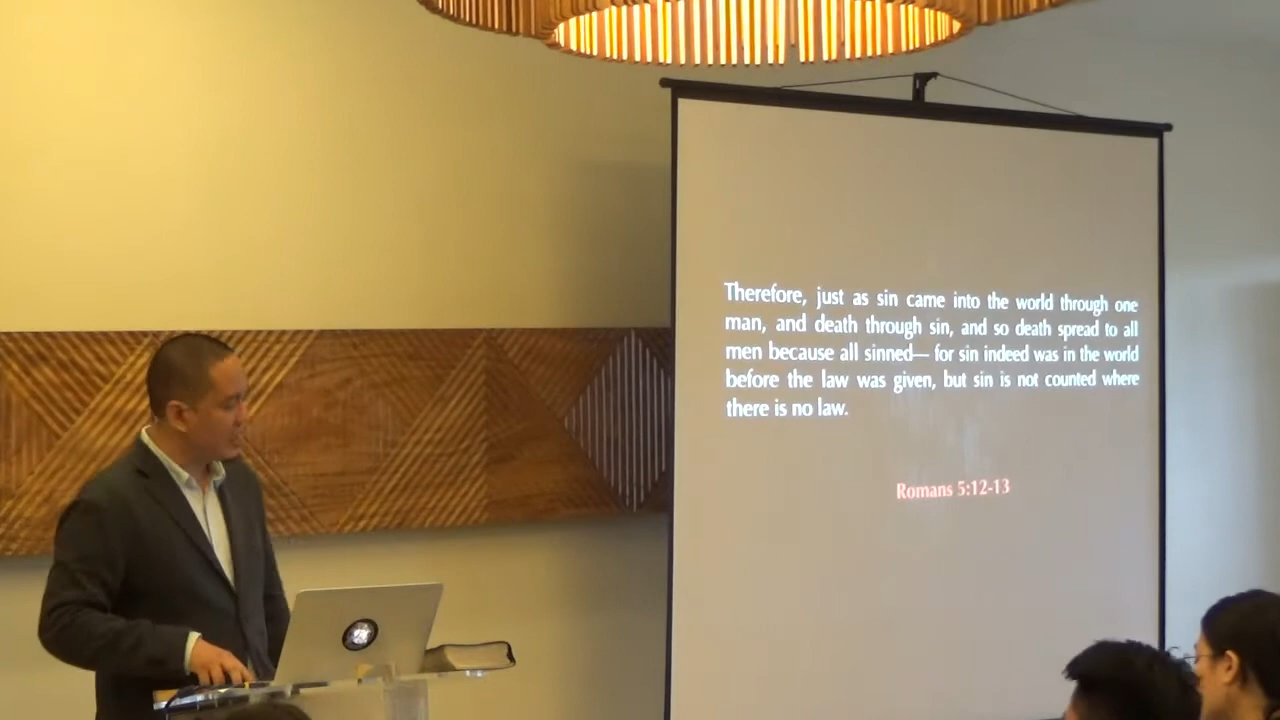 Therefore, just as sin came into the world through one
man, and death through sin, and so death spread to all
men because all sinned— for sin indeed was in the world
before the law was given, but sin is not counted where
there is no law.
Romans 5:12-13